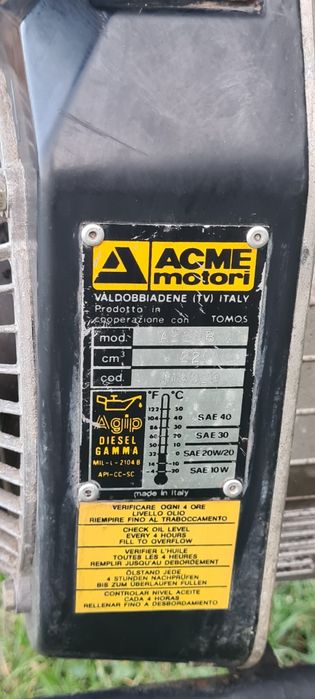 ACME
motori
VALDOBBIADENE (TV) ITALY
Prodotto in
cooperazione con TOMOS
mod.
cm³
cod.
Agip
DIESEL
GAMMA
MIL-L-2104B
API-CC-SC
°F °C
122 50
104 40
86 30
68 20
50 10
32 0
14 -10
-4 -20
SAE 40
SAE 30
SAE 20W/20
SAE 10W
made in Italy
VERIFICARE OGNI 4 ORE
LIVELLO OLIO
RIEMPIRE FINO AL TRABOCCAMENTO
CHECK OIL LEVEL
EVERY 4 HOURS
FILL TO OVERFLOW
VERIFIER L'HUILE
TOUTES LES 4 HEURES
REMPLIR JUSQU'AU DEBORDEMENT
ÖLSTAND JEDE
4 STUNDEN NACHPRÜFEN
BIS ZUM ÜBERLAUFEN FÜLLEN
CONTROLAR NIVEL ACEITE
CADA 4 HORAS
RELLENAR FINO A DESBORDAMIENTO